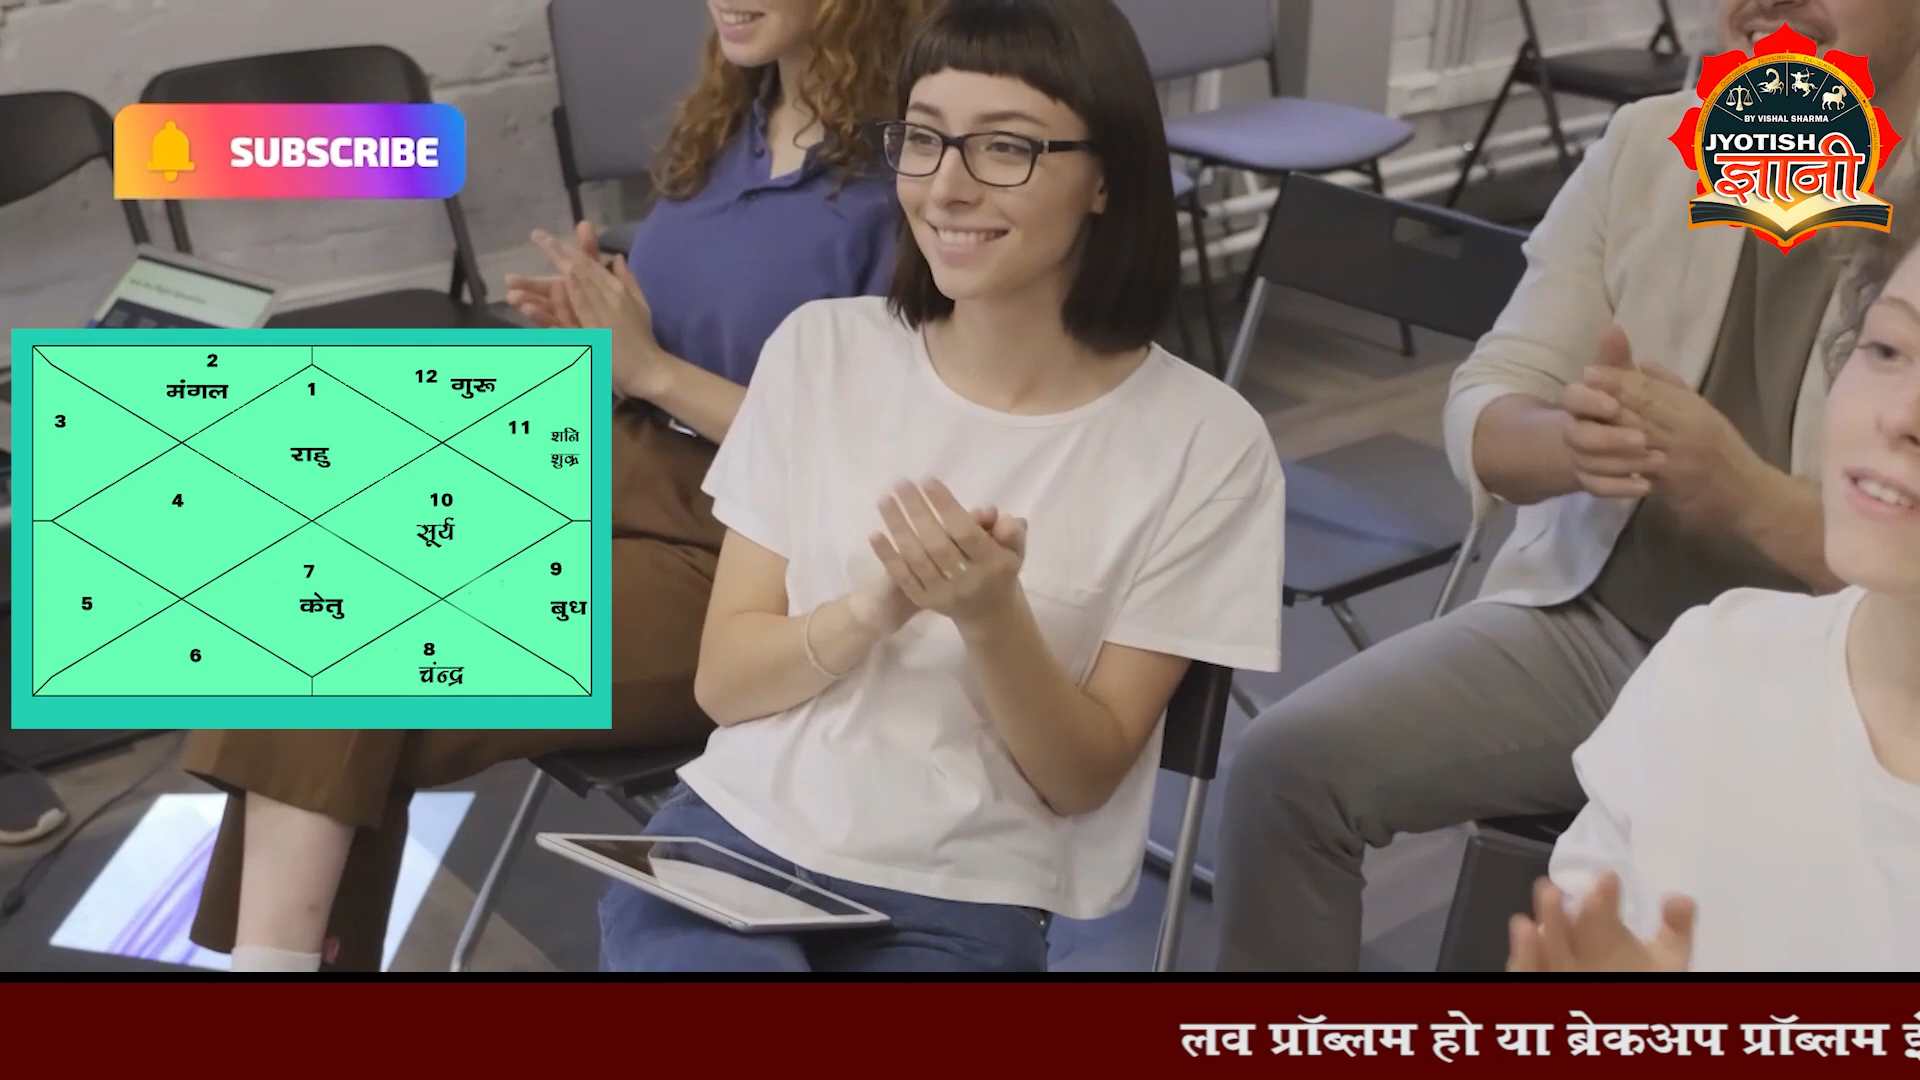 SUBSCRIBE
BY VISHAL SHARMA
JYOTISH
ज्ञानी
2
मंगल
1
12 गुरू
3
11 शनि
शुक्र
राहु
4
10
सूर्य
7
केतु
9
बुध
5
6
8
चंन्द्र
लव प्रॉब्लम हो या ब्रेकअप प्रॉब्लम